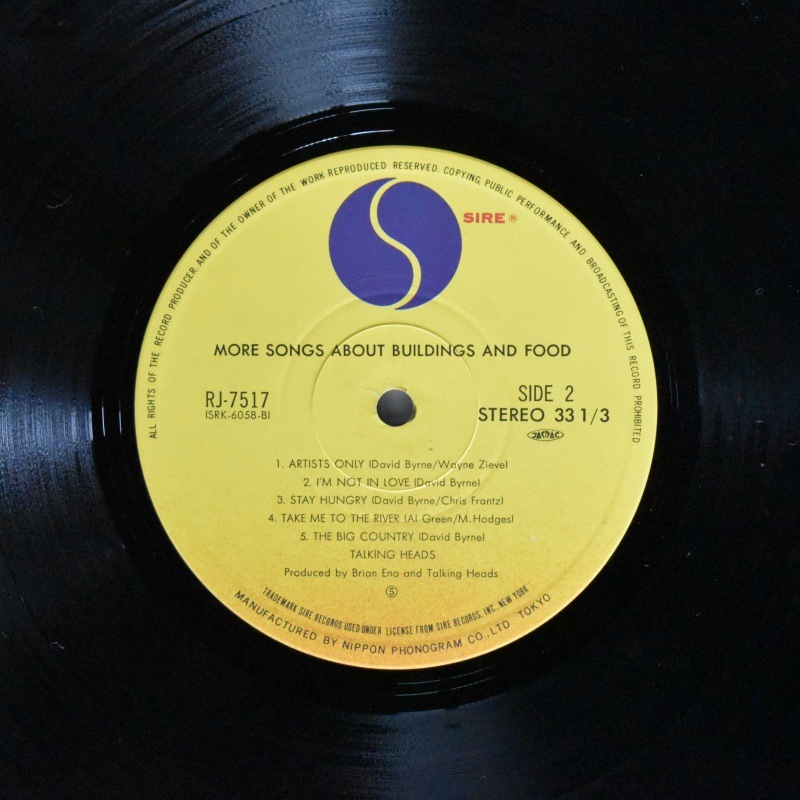 ALL RIGHTS OF THE RECORD PRODUCER AND OF THE OWNER OF THE WORK REPRODUCED RESERVED. COPYING, PUBLIC PERFORMANCE AND BROADCASTING OF THIS RECORD PROHIBITED
SIRE ®
MORE SONGS ABOUT BUILDINGS AND FOOD
RJ-7517
(SRK-6058-B)
SIDE 2
STEREO 33 1/3
JASRAC
1. ARTISTS ONLY (David Byrne/Wayne Zieve)
2. I'M NOT IN LOVE (David Byrne)
3. STAY HUNGRY (David Byrne/Chris Frantz)
4. TAKE ME TO THE RIVER (Al Green/M. Hodges)
5. THE BIG COUNTRY (David Byrne)
TALKING HEADS
Produced by Brian Eno and Talking Heads
⑤
"TRADEMARK SIRE RECORDS USED UNDER LICENSE FROM SIRE RECORDS, INC. NEW YORK"
MANUFACTURED BY NIPPON PHONOGRAM CO., LTD. TOKYO